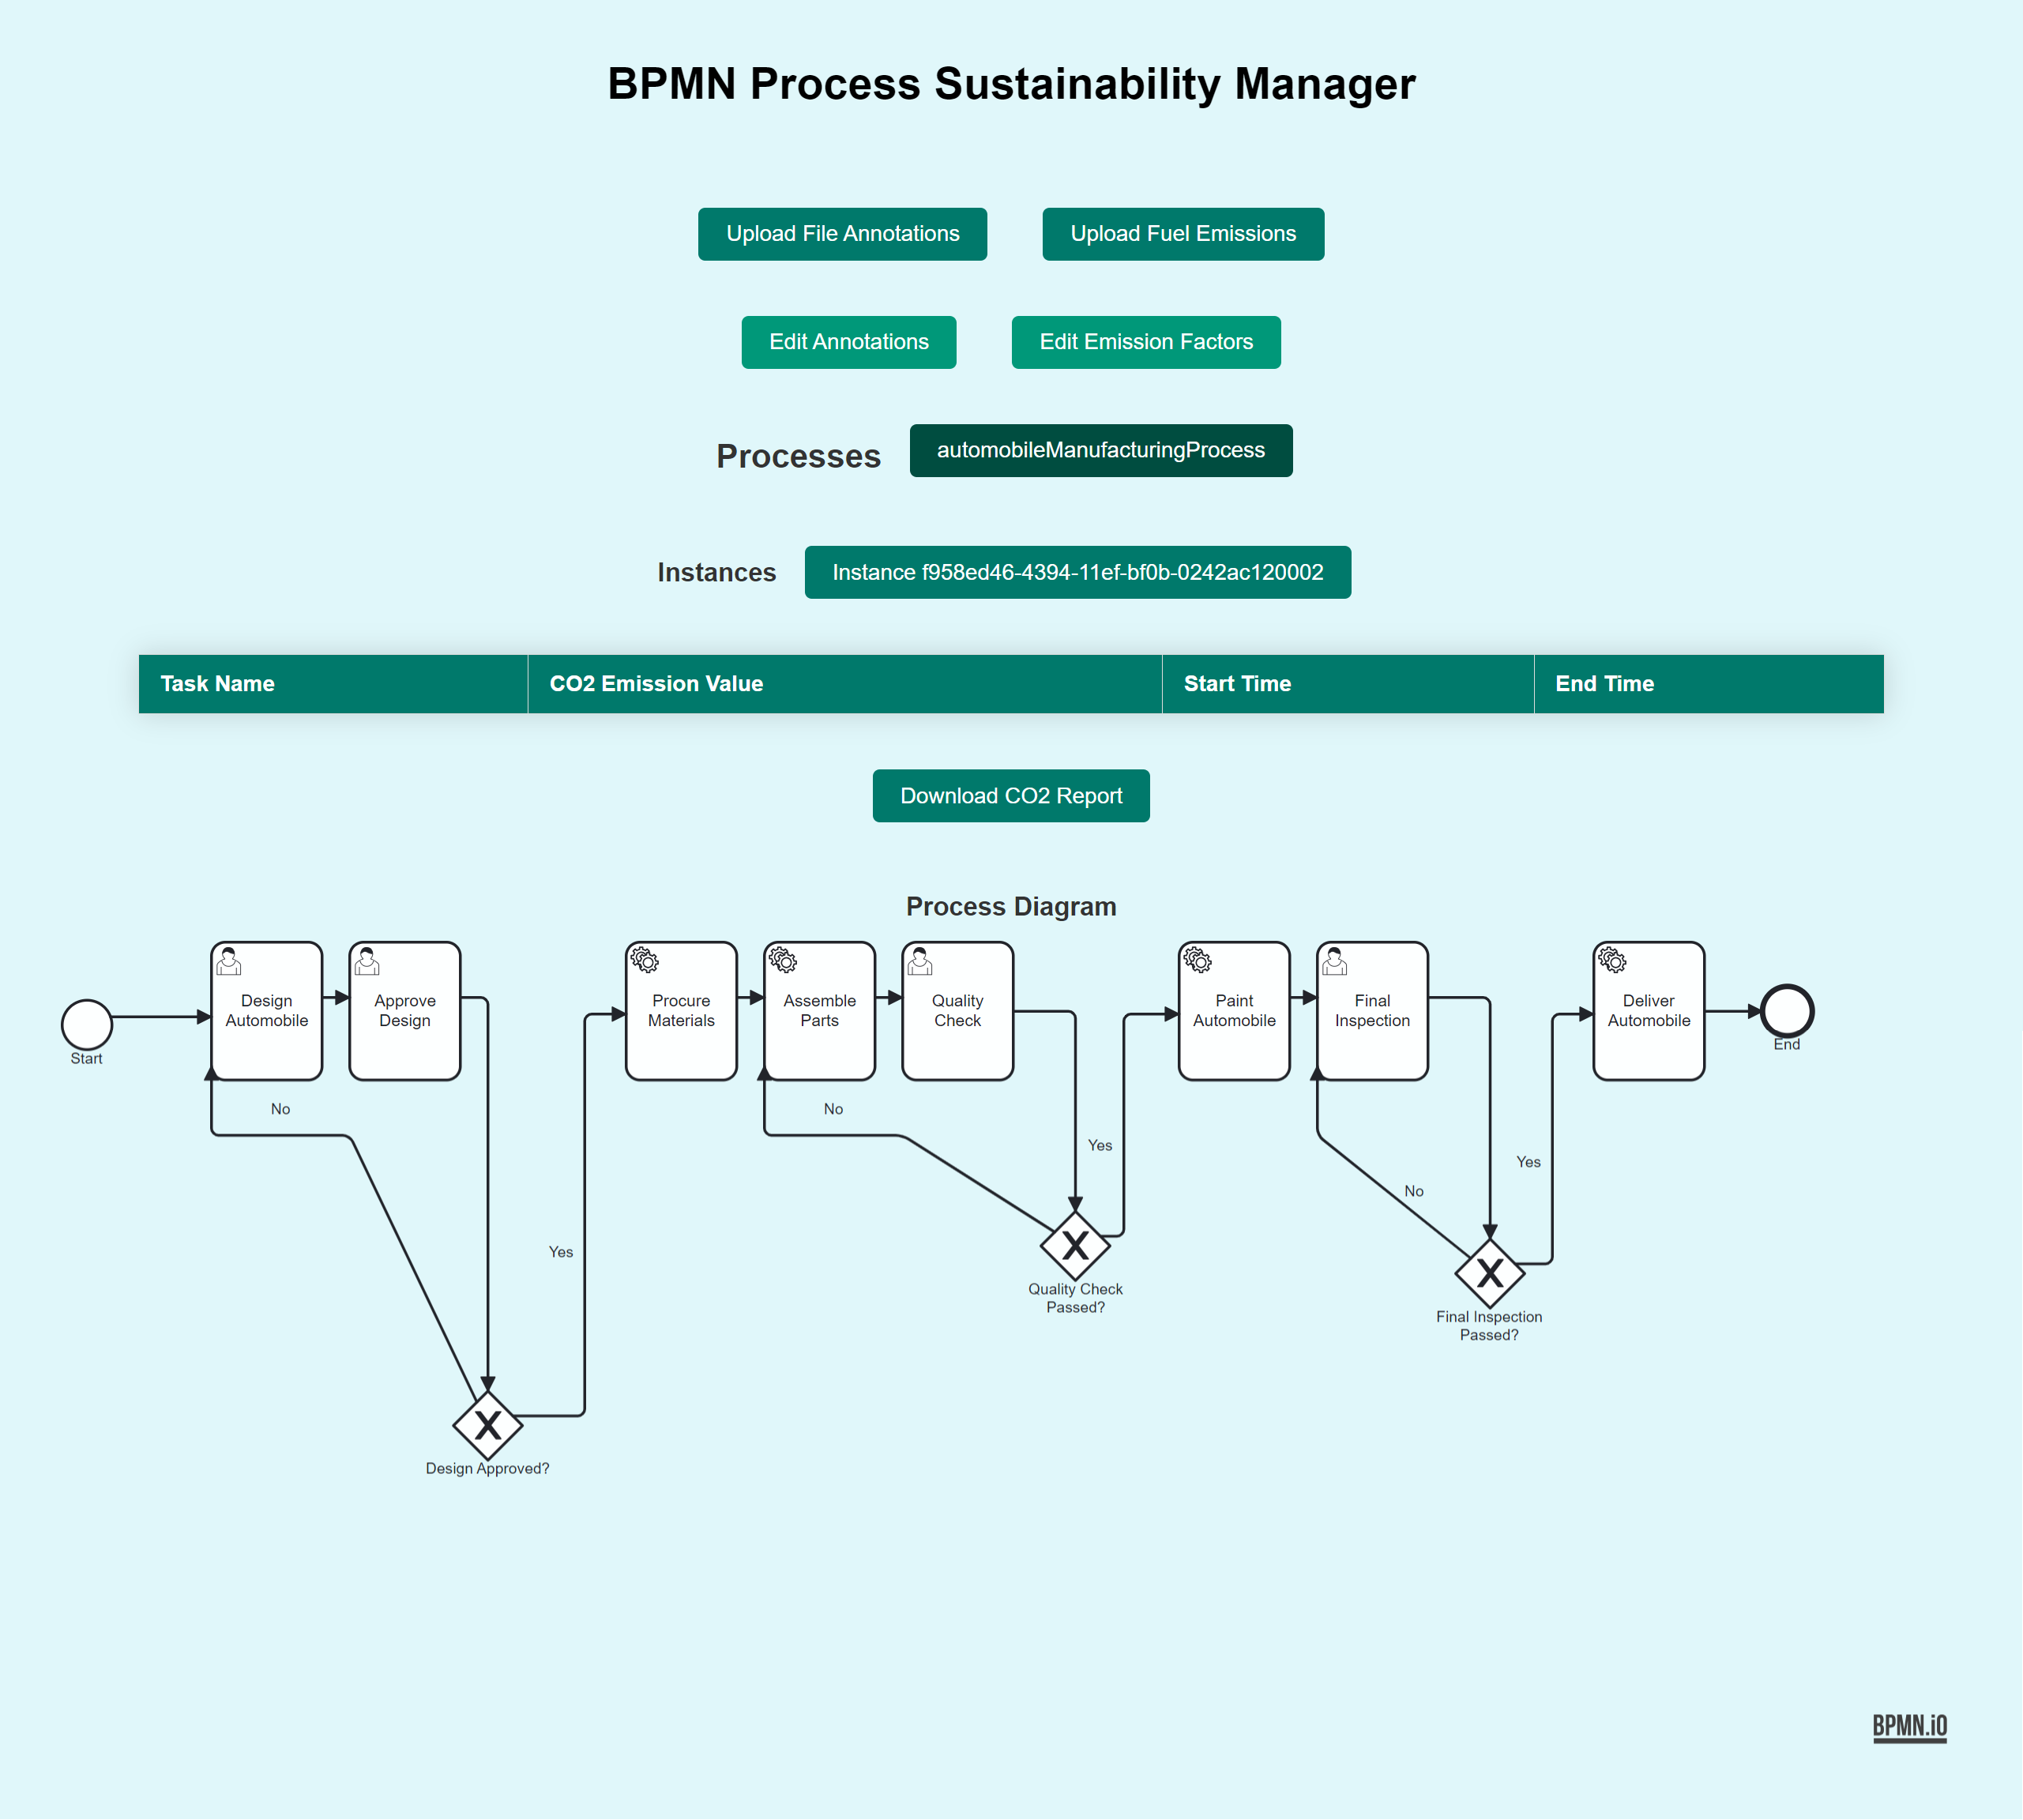 BPMN Process Sustainability Manager
Upload File Annotations
Upload Fuel Emissions
Edit Annotations
Edit Emission Factors
Processes
automobileManufacturingProcess
Instances
Instance f958ed46-4394-11ef-bf0b-0242ac120002
Task Name
CO2 Emission Value
Start Time
End Time
Download CO2 Report
Process Diagram
Start
Design
Automobile
Approve
Design
Procure
Materials
Assemble
Parts
Quality
Check
Paint
Automobile
Final
Inspection
Deliver
Automobile
End
No
No
Yes
Yes
No
Yes
X
Quality Check
Passed?
X
Final Inspection
Passed?
X
Design Approved?
BPMN.iO